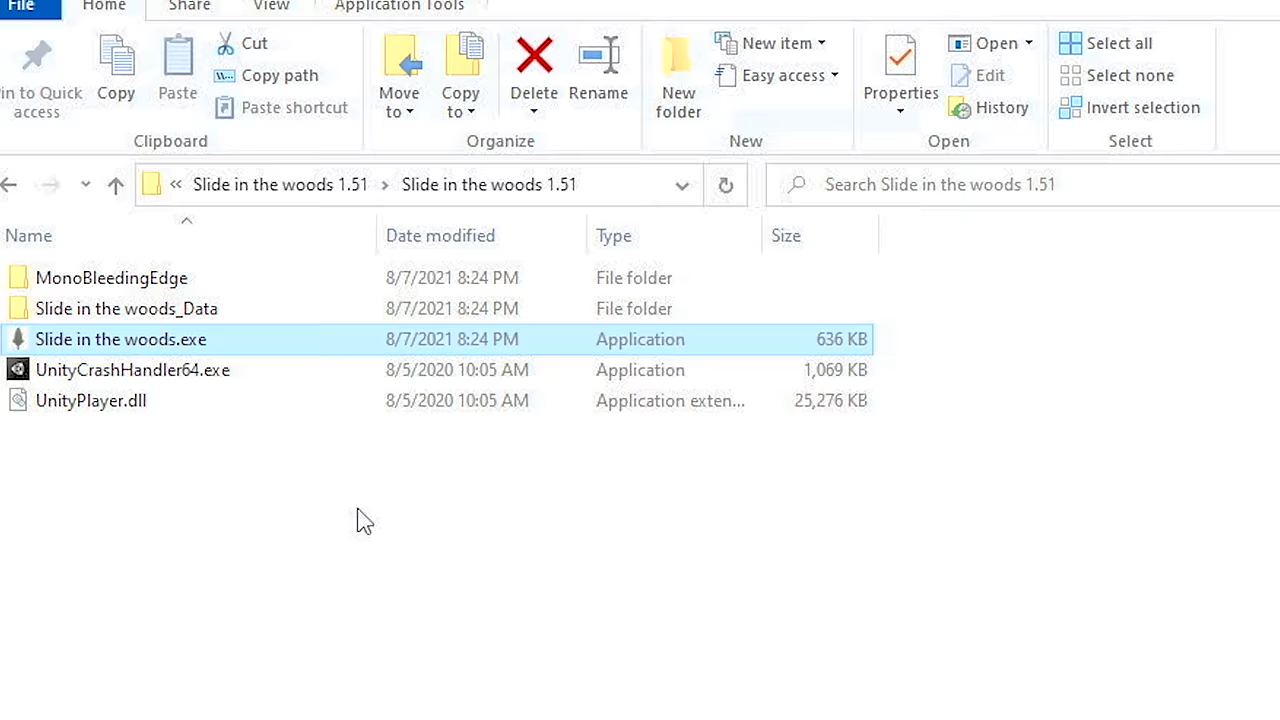 File Home Share View Application Tools
Cut
Copy path
Paste shortcut
in to Quick access
Copy
Paste
Clipboard
Move to
Copy to
Delete
Rename
Organize
New folder
New item
Easy access
New
Properties
Open
Edit
History
Open
Select all
Select none
Invert selection
Select
« Slide in the woods 1.51 › Slide in the woods 1.51
Search Slide in the woods 1.51
Name Date modified Type Size
MonoBleedingEdge 8/7/2021 8:24 PM File folder
Slide in the woods_Data 8/7/2021 8:24 PM File folder
Slide in the woods.exe 8/7/2021 8:24 PM Application 636 KB
UnityCrashHandler64.exe 8/5/2020 10:05 AM Application 1,069 KB
UnityPlayer.dll 8/5/2020 10:05 AM Application exten... 25,276 KB